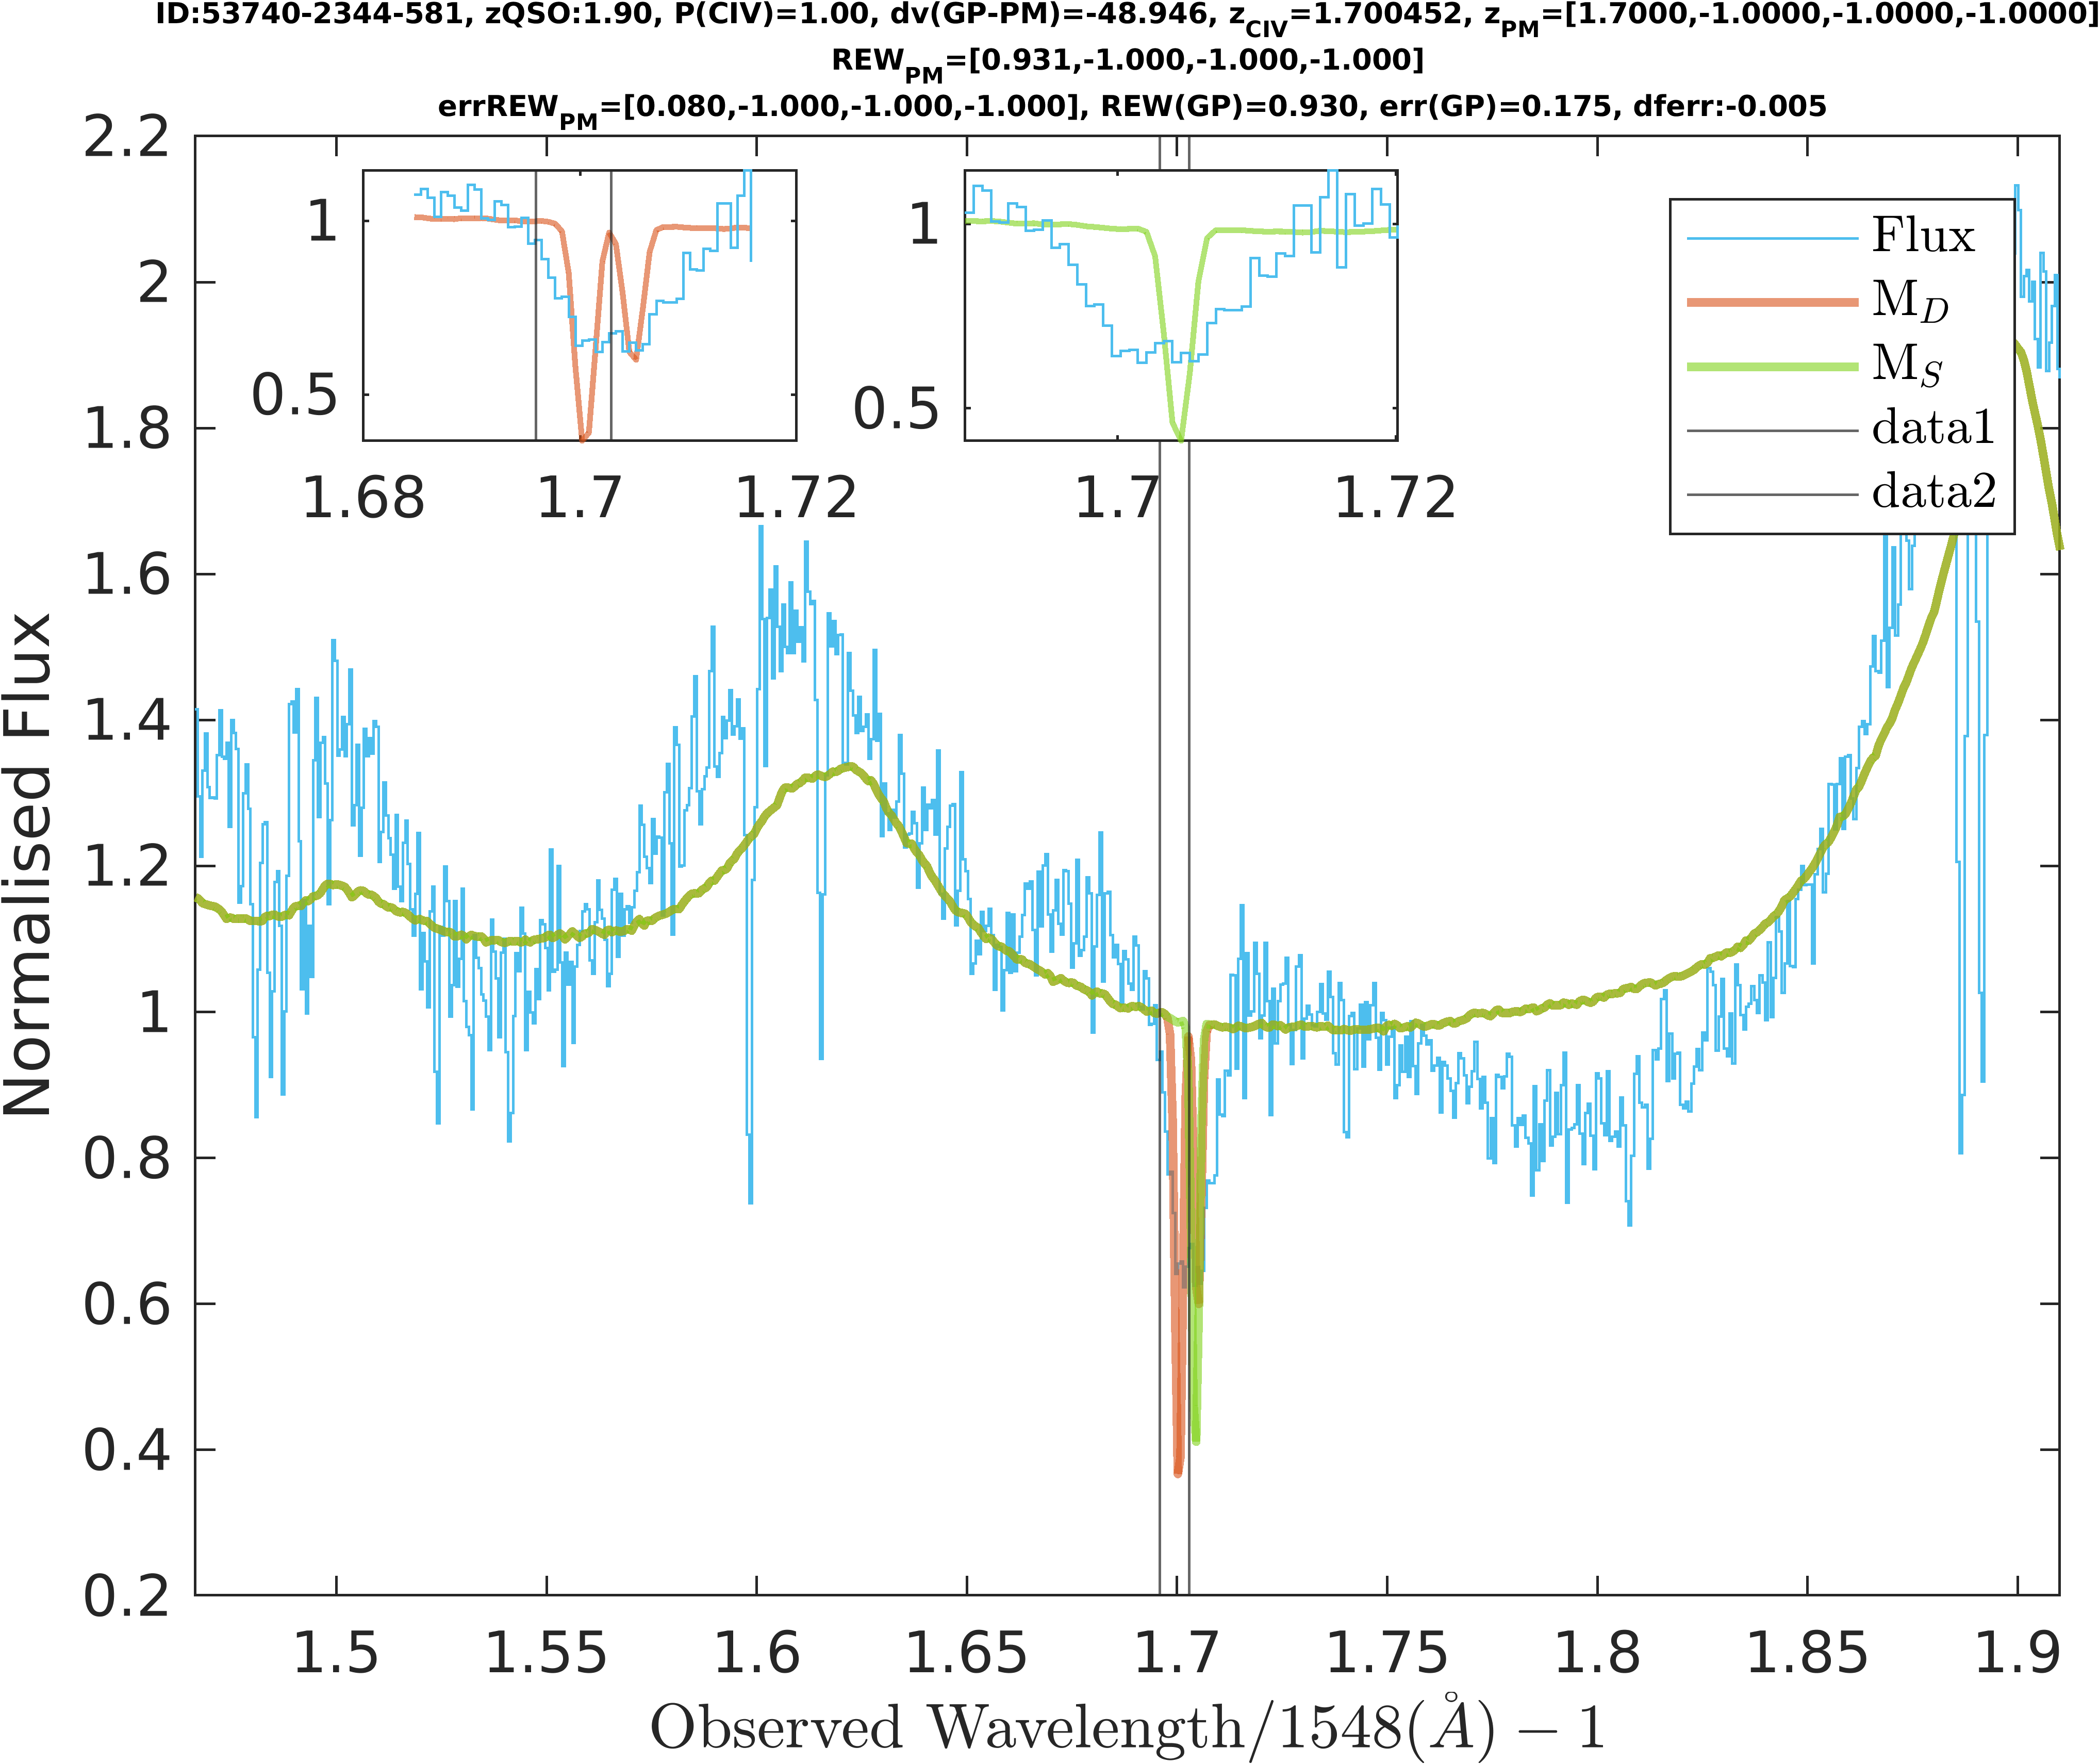 ID:53740-2344-581, zQSO:1.90, P(CIV)=1.00, dv(GP-PM)=-48.946, zCIV=1.700452, zPM=[1.7000,-1.0000,-1.0000,-1.0000]
REWPM=[0.931,-1.000,-1.000,-1.000]
errREWPM=[0.080,-1.000,-1.000,-1.000], REW(GP)=0.930, err(GP)=0.175, dferr:-0.005
2.2
2
1.8
1.6
1.4
1.2
1
0.8
0.6
0.4
0.2
Normalised Flux
1
0.5
1.68 1.7 1.72
1
0.5
1.7 1.72
Flux
MD
MS
data1
data2
1.5 1.55 1.6 1.65 1.7 1.75 1.8 1.85 1.9
Observed Wavelength/1548(Å) − 1